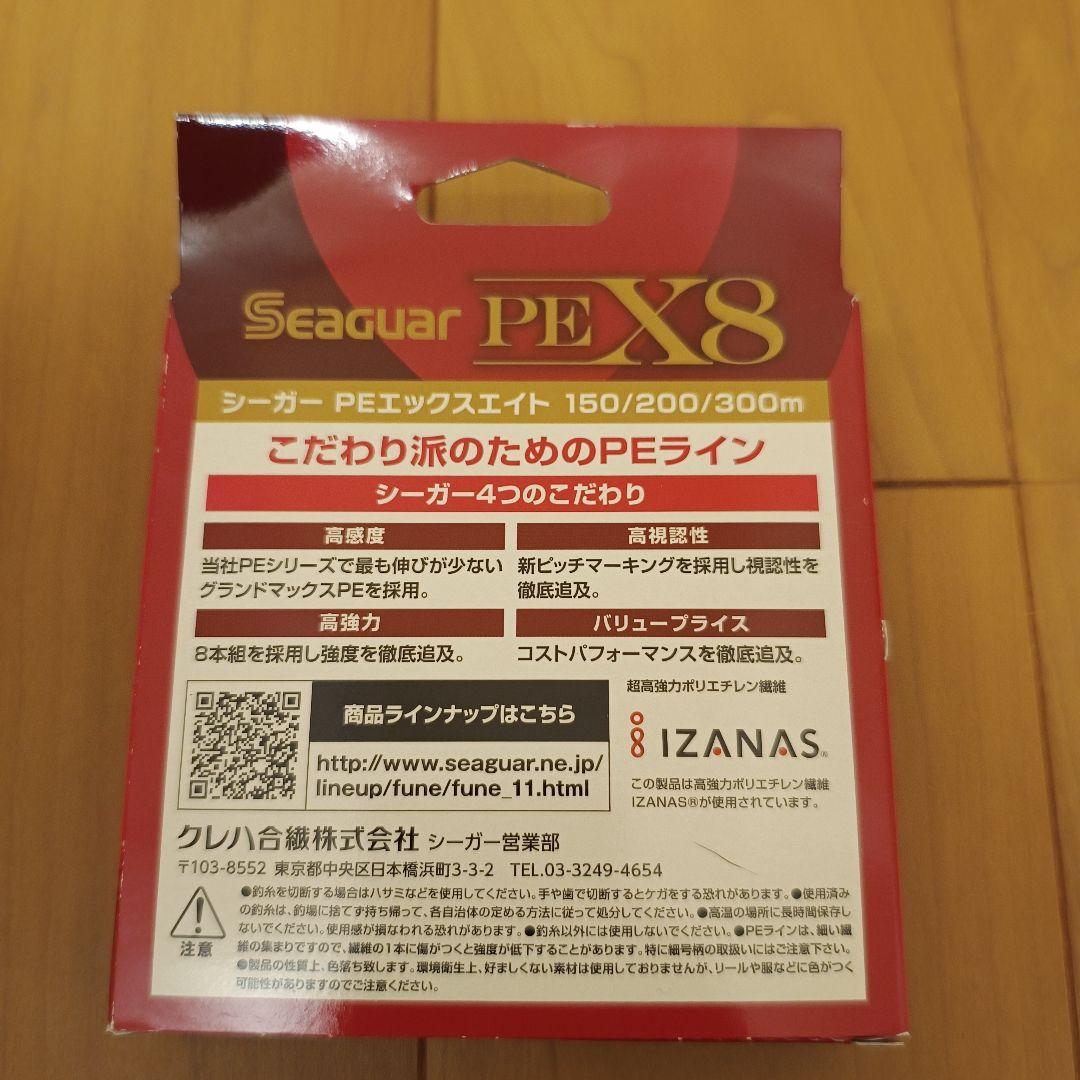 Seaguar PE X8
シーガー PEエックスエイト 150/200/300m
こだわり派のためのPEライン
シーガー4つのこだわり
高感度
当社PEシリーズで最も伸びが少ない
グランドマックスPEを採用。
高視認性
新ピッチマーキングを採用し視認性を
徹底追及。
高強力
8本組を採用し強度を徹底追及。
バリュープライス
コストパフォーマンスを徹底追及。
商品ラインナップはこちら
http://www.seaguar.ne.jp/
lineup/fune/fune_11.html
超高強力ポリエチレン繊維
IZANAS®
この製品は高強力ポリエチレン繊維
IZANAS®が使用されています。
クレハ合繊株式会社 シーガー営業部
〒103-8552 東京都中央区日本橋浜町3-3-2 TEL.03-3249-4654
注意
●釣糸を切断する場合はハサミなどを使用してください。手や歯で切断するとケガをする恐れがあります。●使用済み
の釣糸は、釣場に捨てず持ち帰って、各自治体の定める方法に従って処分してください。●高温の場所に長時間保存し
ないでください。使用感が損なわれる恐れがあります。●釣糸以外には使用しないでください。●PEラインは、細い繊
維の集まりですので、繊維の1本に傷がつくと強度が低下することがあります。特に細号柄の取扱いにはご注意下さい。
●製品の性質上、色落ち致します。環境衛生上、好ましくない素材は使用しておりませんが、リールや服などに色がつく
可能性がありますのでご注意ください。